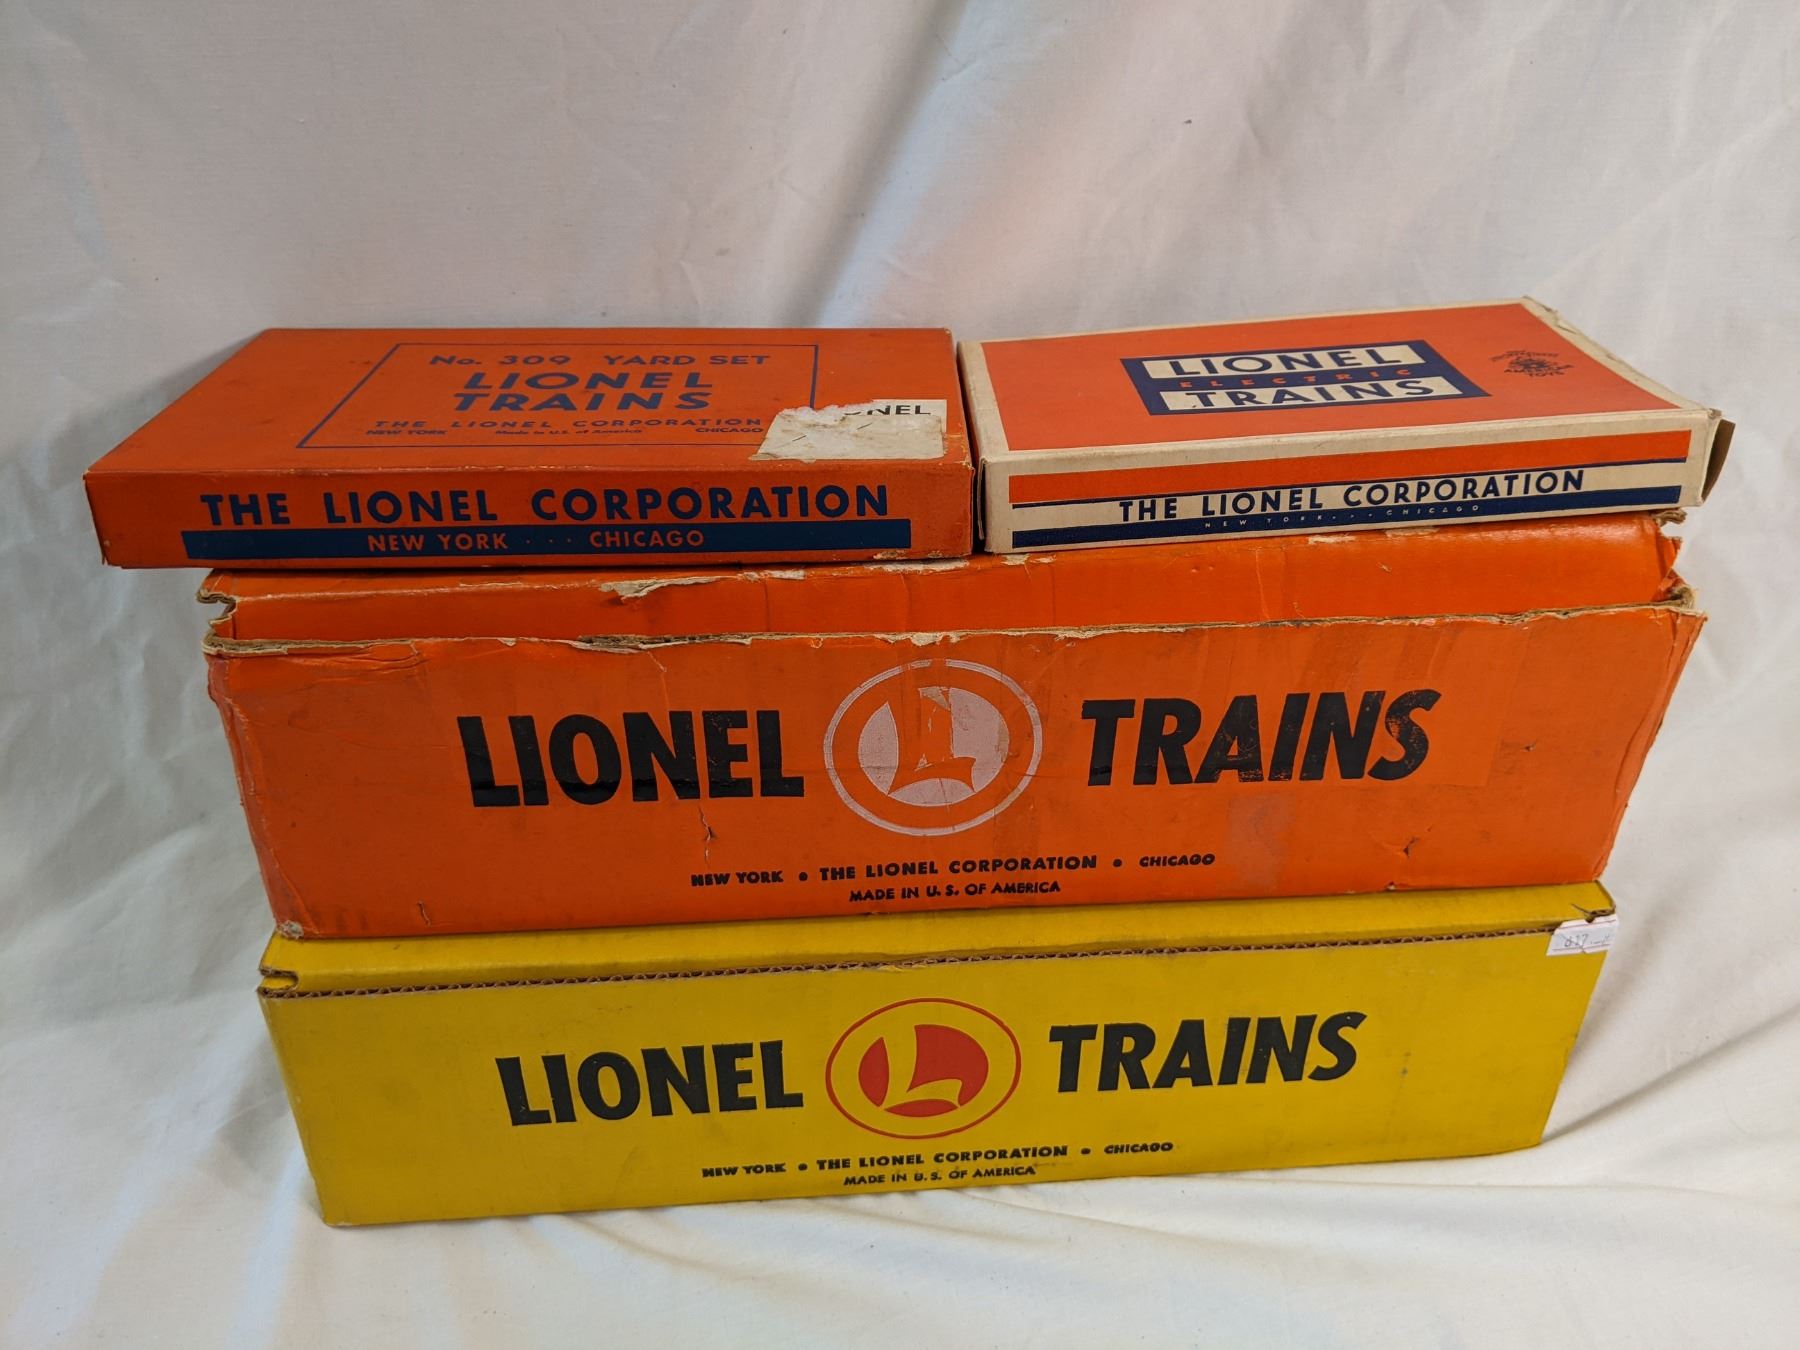 No. 309 YARD SET
LIONEL
TRAINS
THE LIONEL CORPORATION
NEW YORK Made in U.S. of America CHICAGO
THE LIONEL CORPORATION
NEW YORK · · · CHICAGO
LIONEL
ELECTRIC
TRAINS
THE LIONEL CORPORATION
NEW YORK · · · CHICAGO
LIONEL L TRAINS
NEW YORK • THE LIONEL CORPORATION • CHICAGO
MADE IN U.S. OF AMERICA
LIONEL L TRAINS
NEW YORK • THE LIONEL CORPORATION • CHICAGO
MADE IN U.S. OF AMERICA